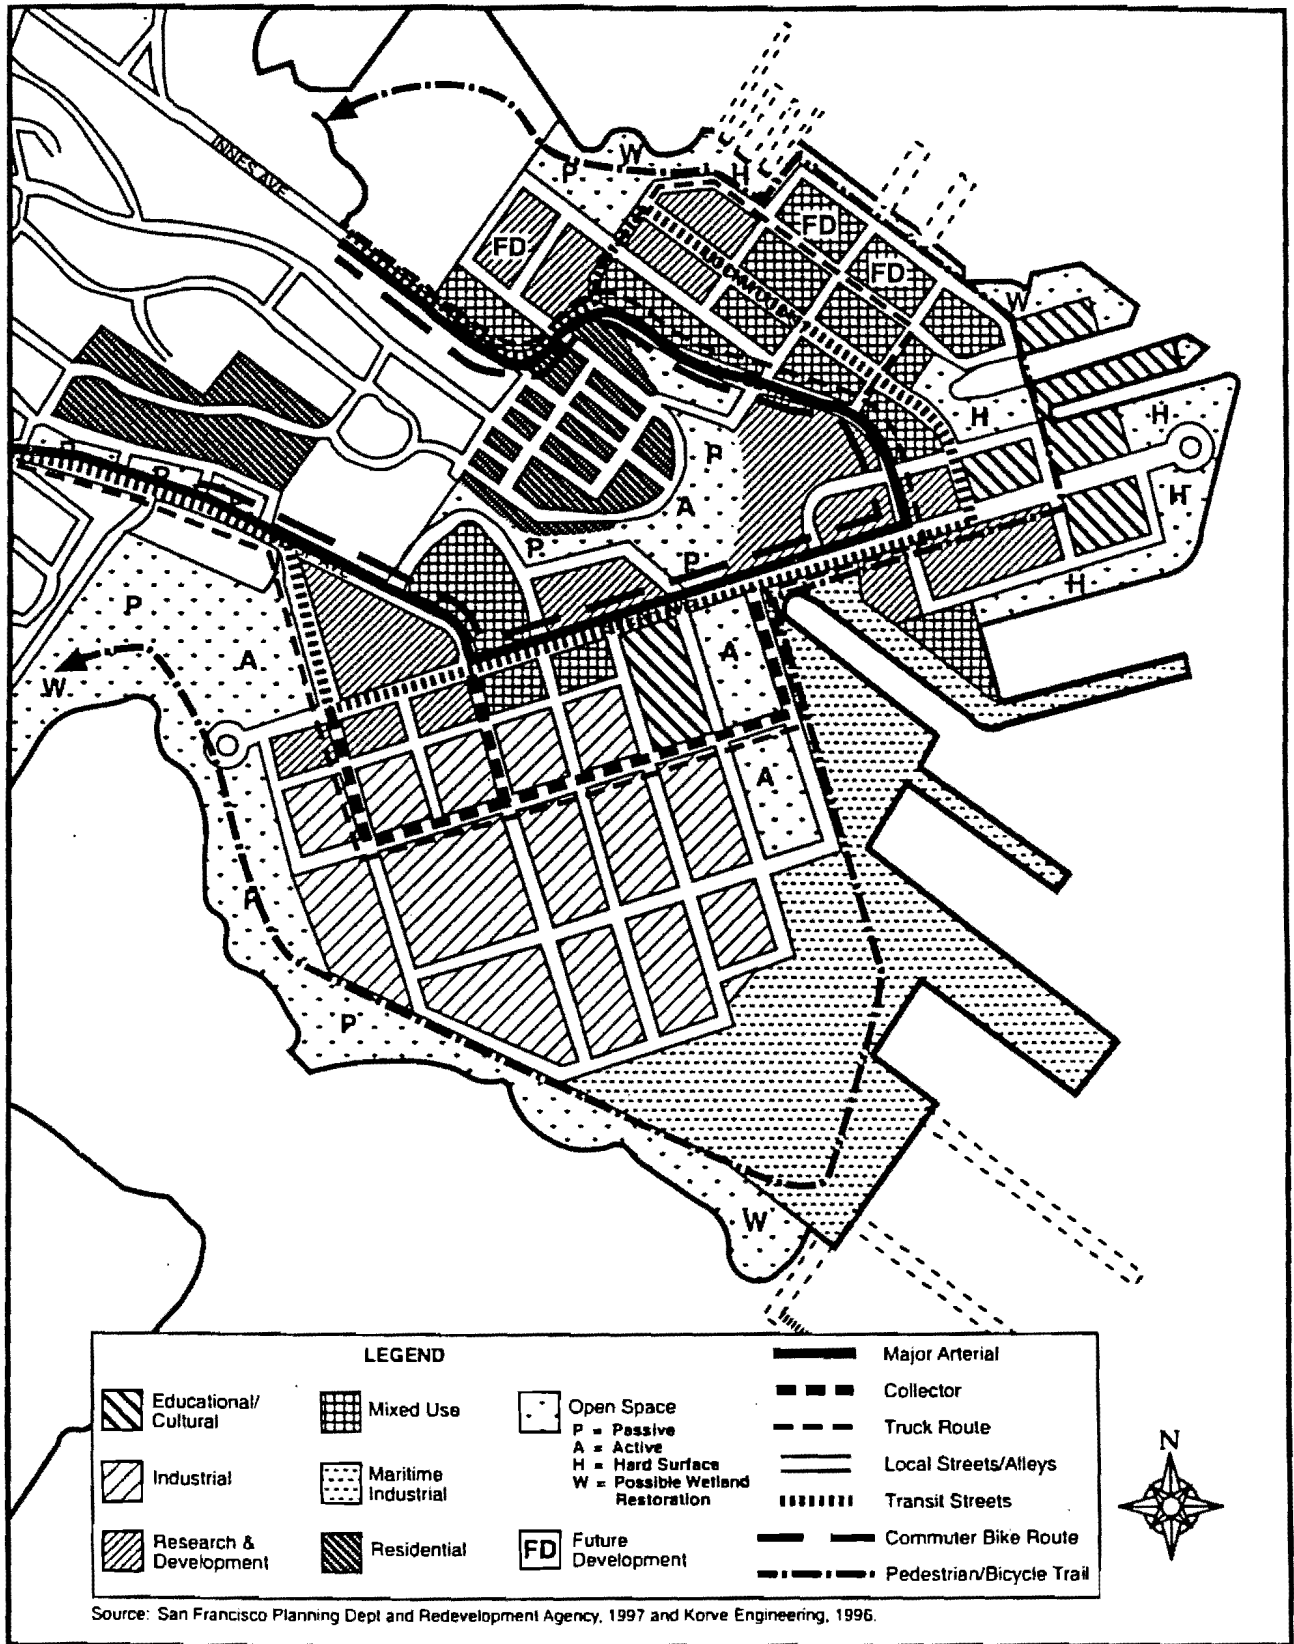 INNES AVE
W
P
H
FD
FD
FD
W
H
H
P
H
A
P
P
H
P
A
A
W
A
P
P
W
LEGEND
Educational/
Cultural
Industrial
Research &
Development
Mixed Use
Maritime
Industrial
Residential
Open Space
P = Passive
A = Active
H = Hard Surface
W = Possible Wetland
Restoration
FD Future
Development
Major Arterial
Collector
Truck Route
Local Streets/Alleys
Transit Streets
Commuter Bike Route
Pedestrian/Bicycle Trail
N
Source: San Francisco Planning Dept and Redevelopment Agency, 1997 and Korve Engineering, 1996.